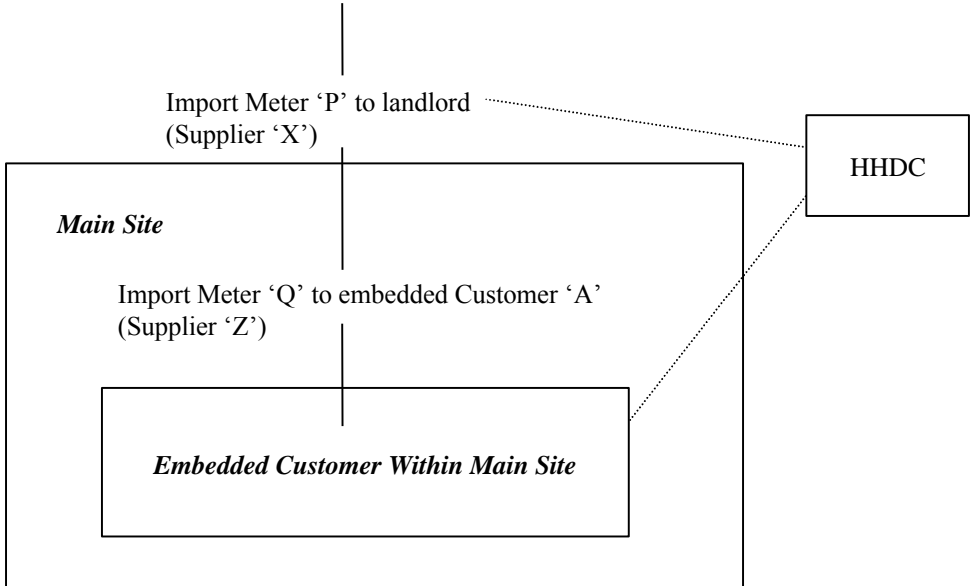 Import Meter ‘P’ to landlord
(Supplier ‘X’)
HHDC
Main Site
Import Meter ‘Q’ to embedded Customer ‘A’
(Supplier ‘Z’)
Embedded Customer Within Main Site